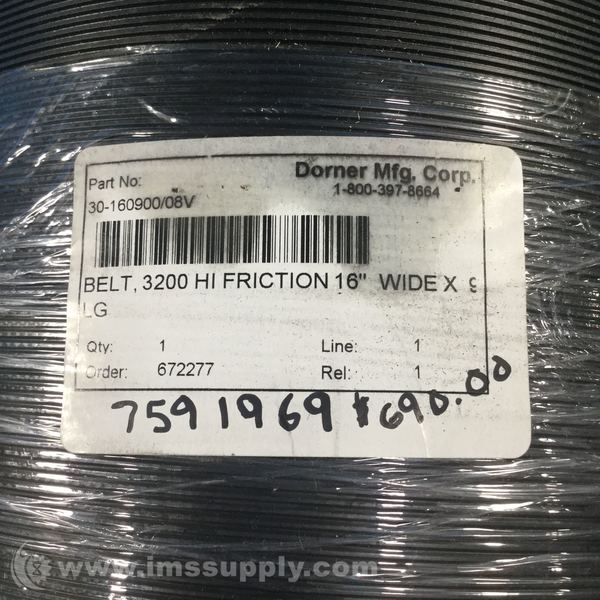 Part No:
Dorner Mfg. Corp.
1-800-397-8664
30-160900/08V
BELT, 3200 HI FRICTION 16" WIDE X 9
LG
Qty: 1 Line: 1
Order: 672277 Rel: 1
7591969 $690.00
www.imssupply.com